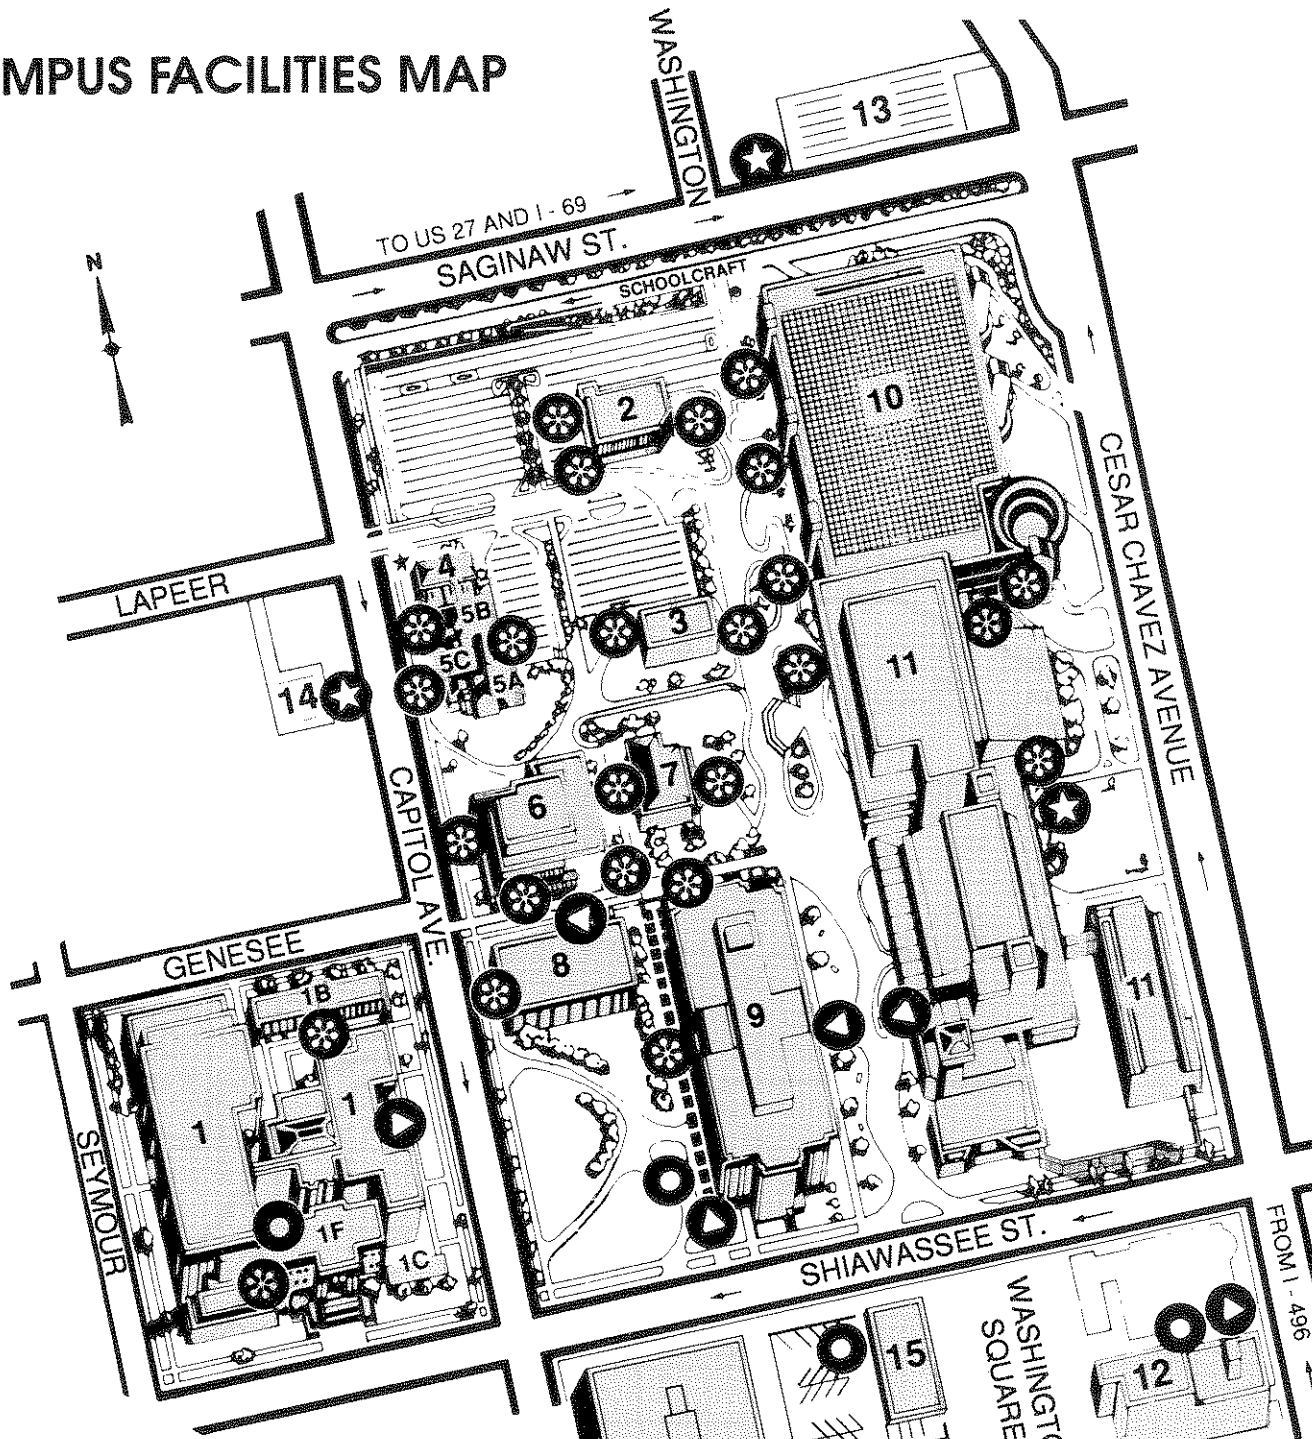 MPUS FACILITIES MAP
WASHINGTON
13
TO US 27 AND I - 69
SAGINAW ST.
SCHOOLCRAFT
N
2
10
CESAR CHAVEZ AVENUE
LAPEER
4
5B
3
5C
5A
11
14
CAPITOL AVE.
7
6
GENESEE
8
1B
9
11
1
1
SEYMOUR
1F
1C
SHIAWASSEE ST.
FROM I - 496
WASHINGTO
SQUARE
15
12